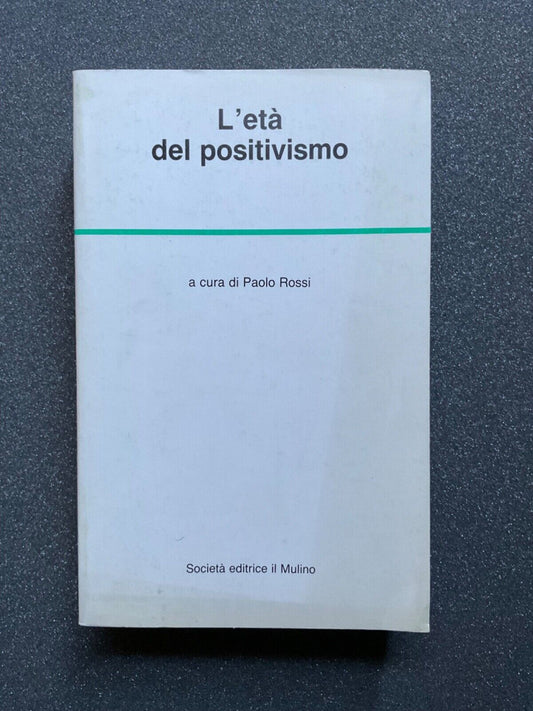 L'età
del positivismo
a cura di Paolo Rossi
Società editrice il Mulino